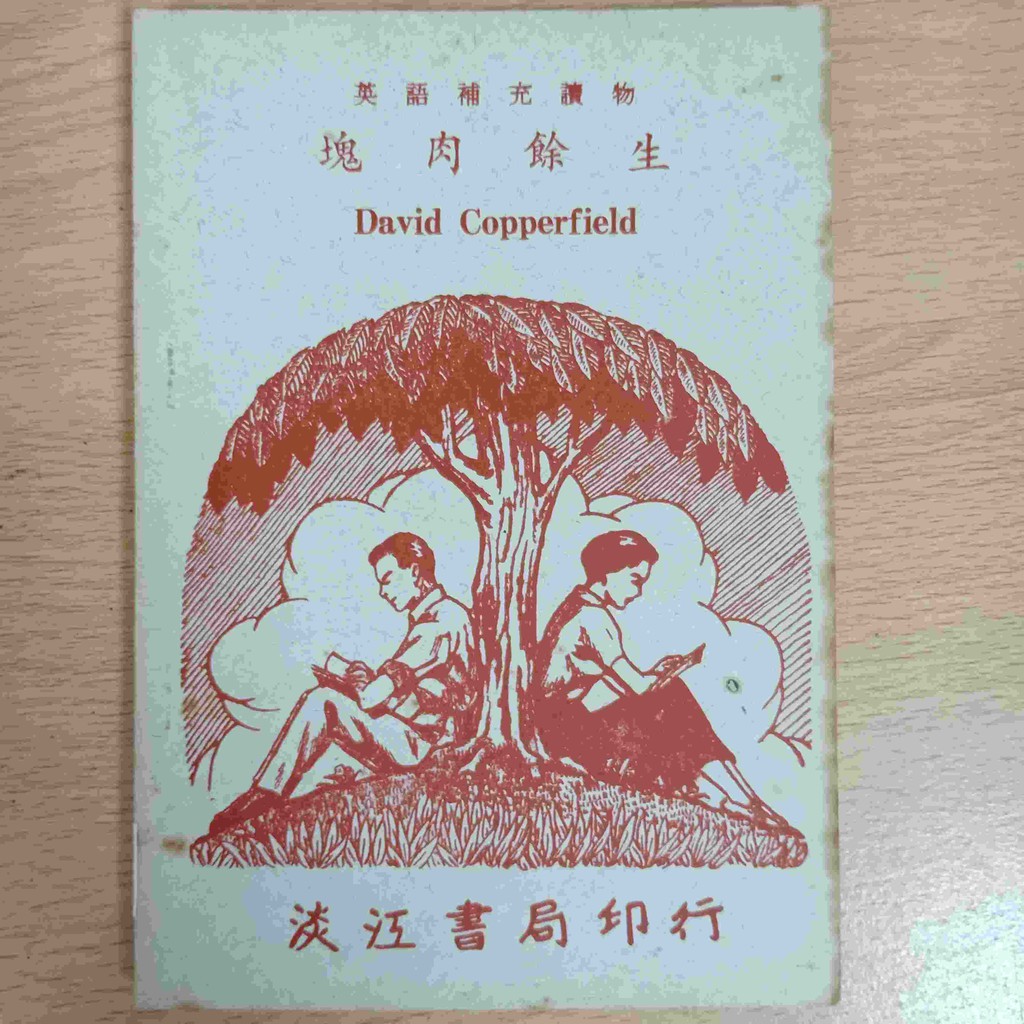 英語補充讀物
塊肉餘生
David Copperfield
淡江書局印行